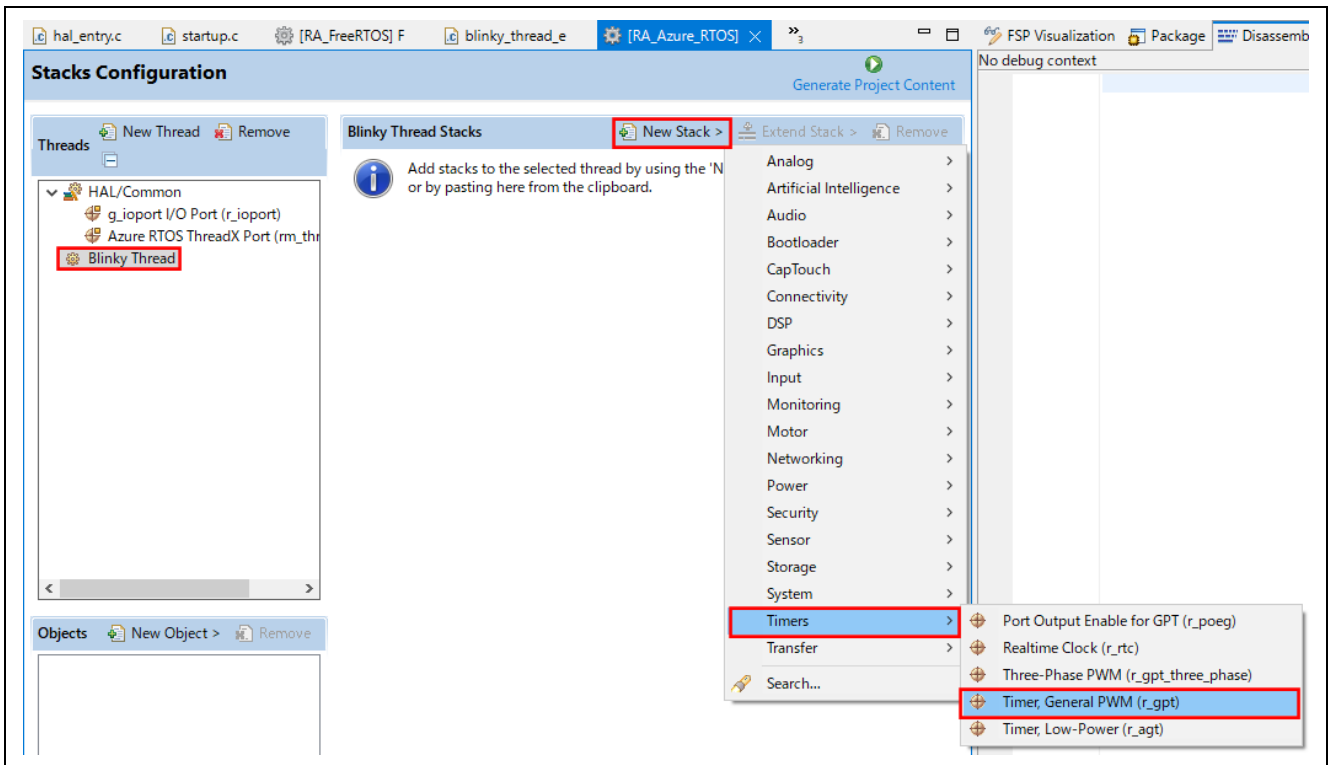 hal_entry.c
startup.c
[RA_FreeRTOS] F
blinky_thread_e
[RA_Azure_RTOS]
»3
FSP Visualization
Package
Disassemb
No debug context
Stacks Configuration
Generate Project Content
Threads
New Thread
Remove
HAL/Common
g_ioport I/O Port (r_ioport)
Azure RTOS ThreadX Port (rm_thr
Blinky Thread
Objects
New Object >
Remove
Blinky Thread Stacks
New Stack >
Extend Stack >
Remove
Add stacks to the selected thread by using the 'N
or by pasting here from the clipboard.
Analog
Artificial Intelligence
Audio
Bootloader
CapTouch
Connectivity
DSP
Graphics
Input
Monitoring
Motor
Networking
Power
Security
Sensor
Storage
System
Timers
Transfer
Search...
Port Output Enable for GPT (r_poeg)
Realtime Clock (r_rtc)
Three-Phase PWM (r_gpt_three_phase)
Timer, General PWM (r_gpt)
Timer, Low-Power (r_agt)